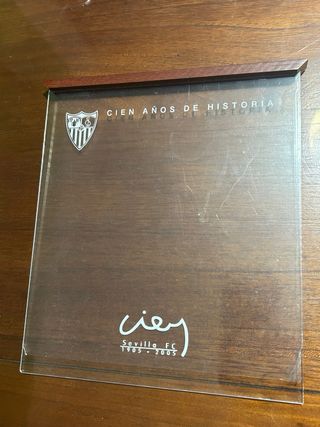 CIEN AÑOS DE HISTORIA
cien
Sevilla FC
1905 • 2005